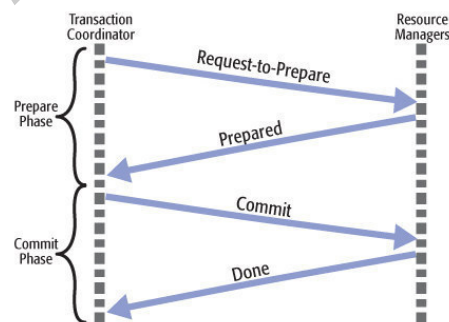 Transaction
Coordinator
Resource
Managers
Request-to-Prepare
Prepare
Phase
Prepared
Commit
Commit
Phase
Done